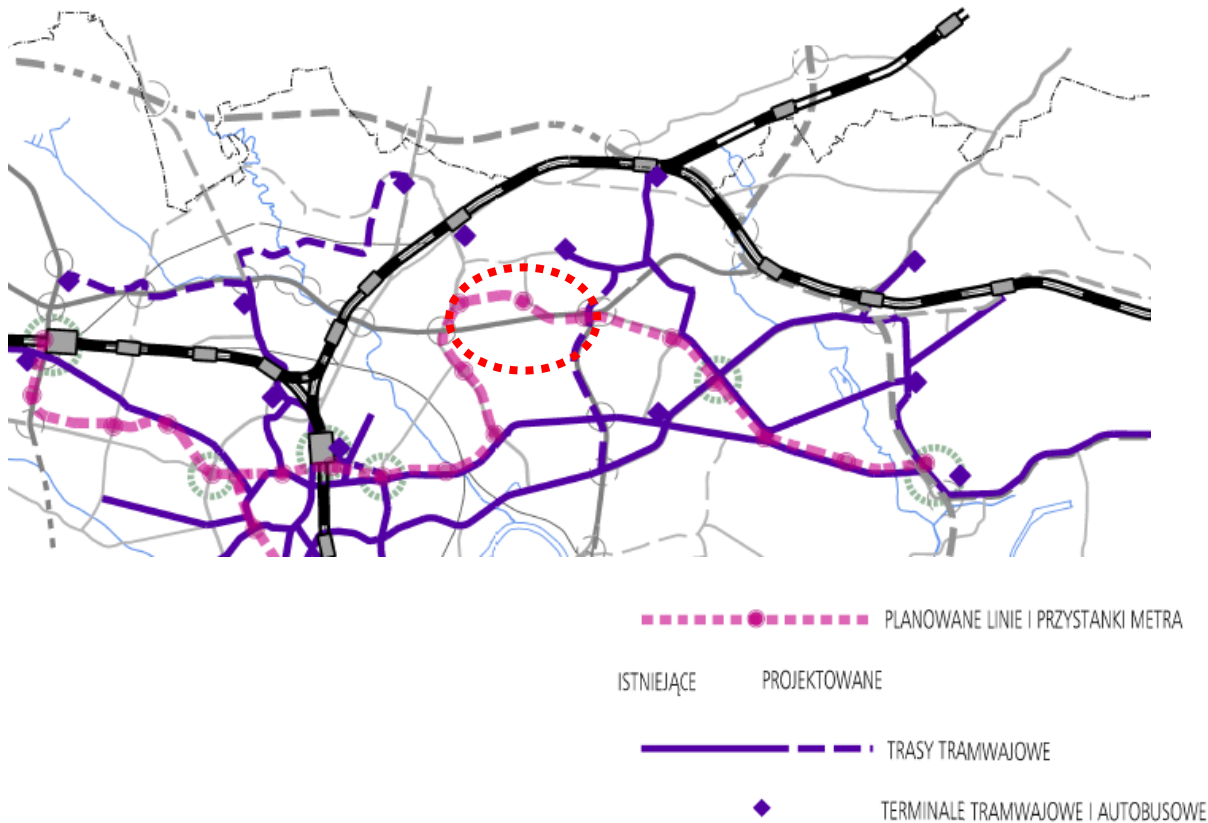 PLANOWANE LINIE I PRZYSTANKI METRA
ISTNIEJĄCE PROJEKTOWANE
TRASY TRAMWAJOWE
TERMINALE TRAMWAJOWE I AUTOBUSOWE